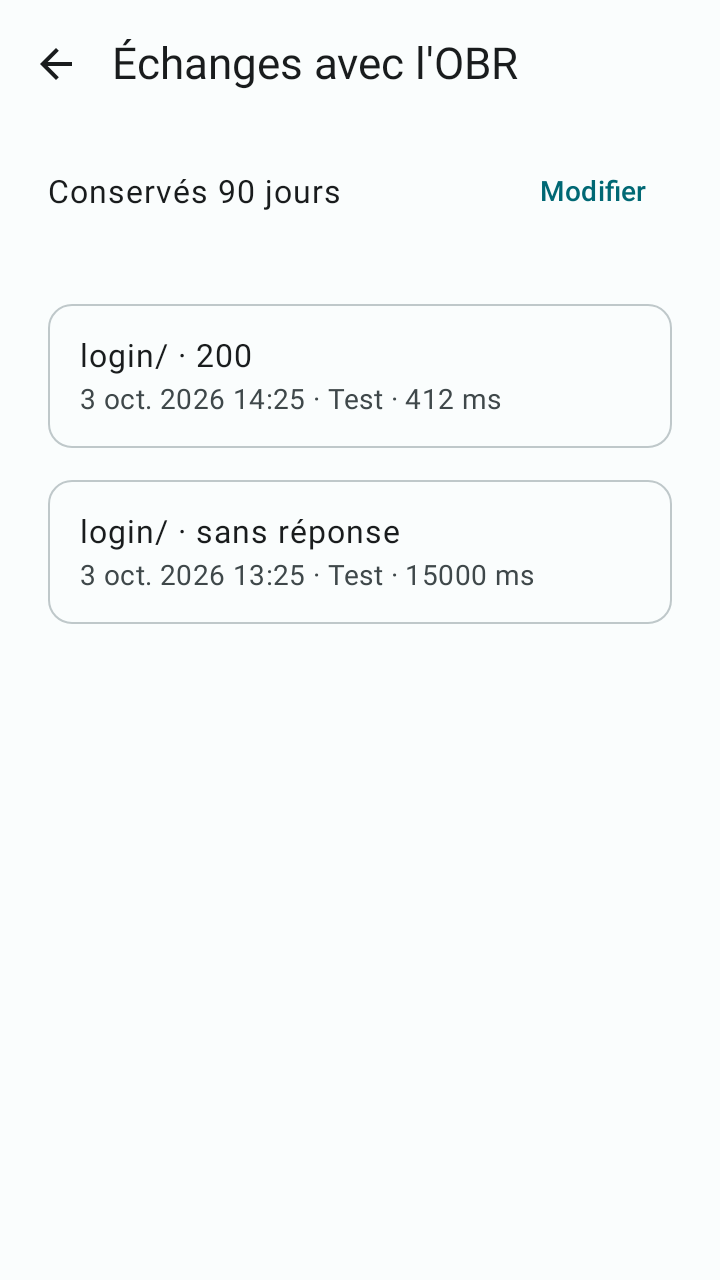 Échanges avec l'OBR
Conservés 90 jours
Modifier
login/ · 200
3 oct. 2026 14:25 · Test · 412 ms
login/ · sans réponse
3 oct. 2026 13:25 · Test · 15000 ms